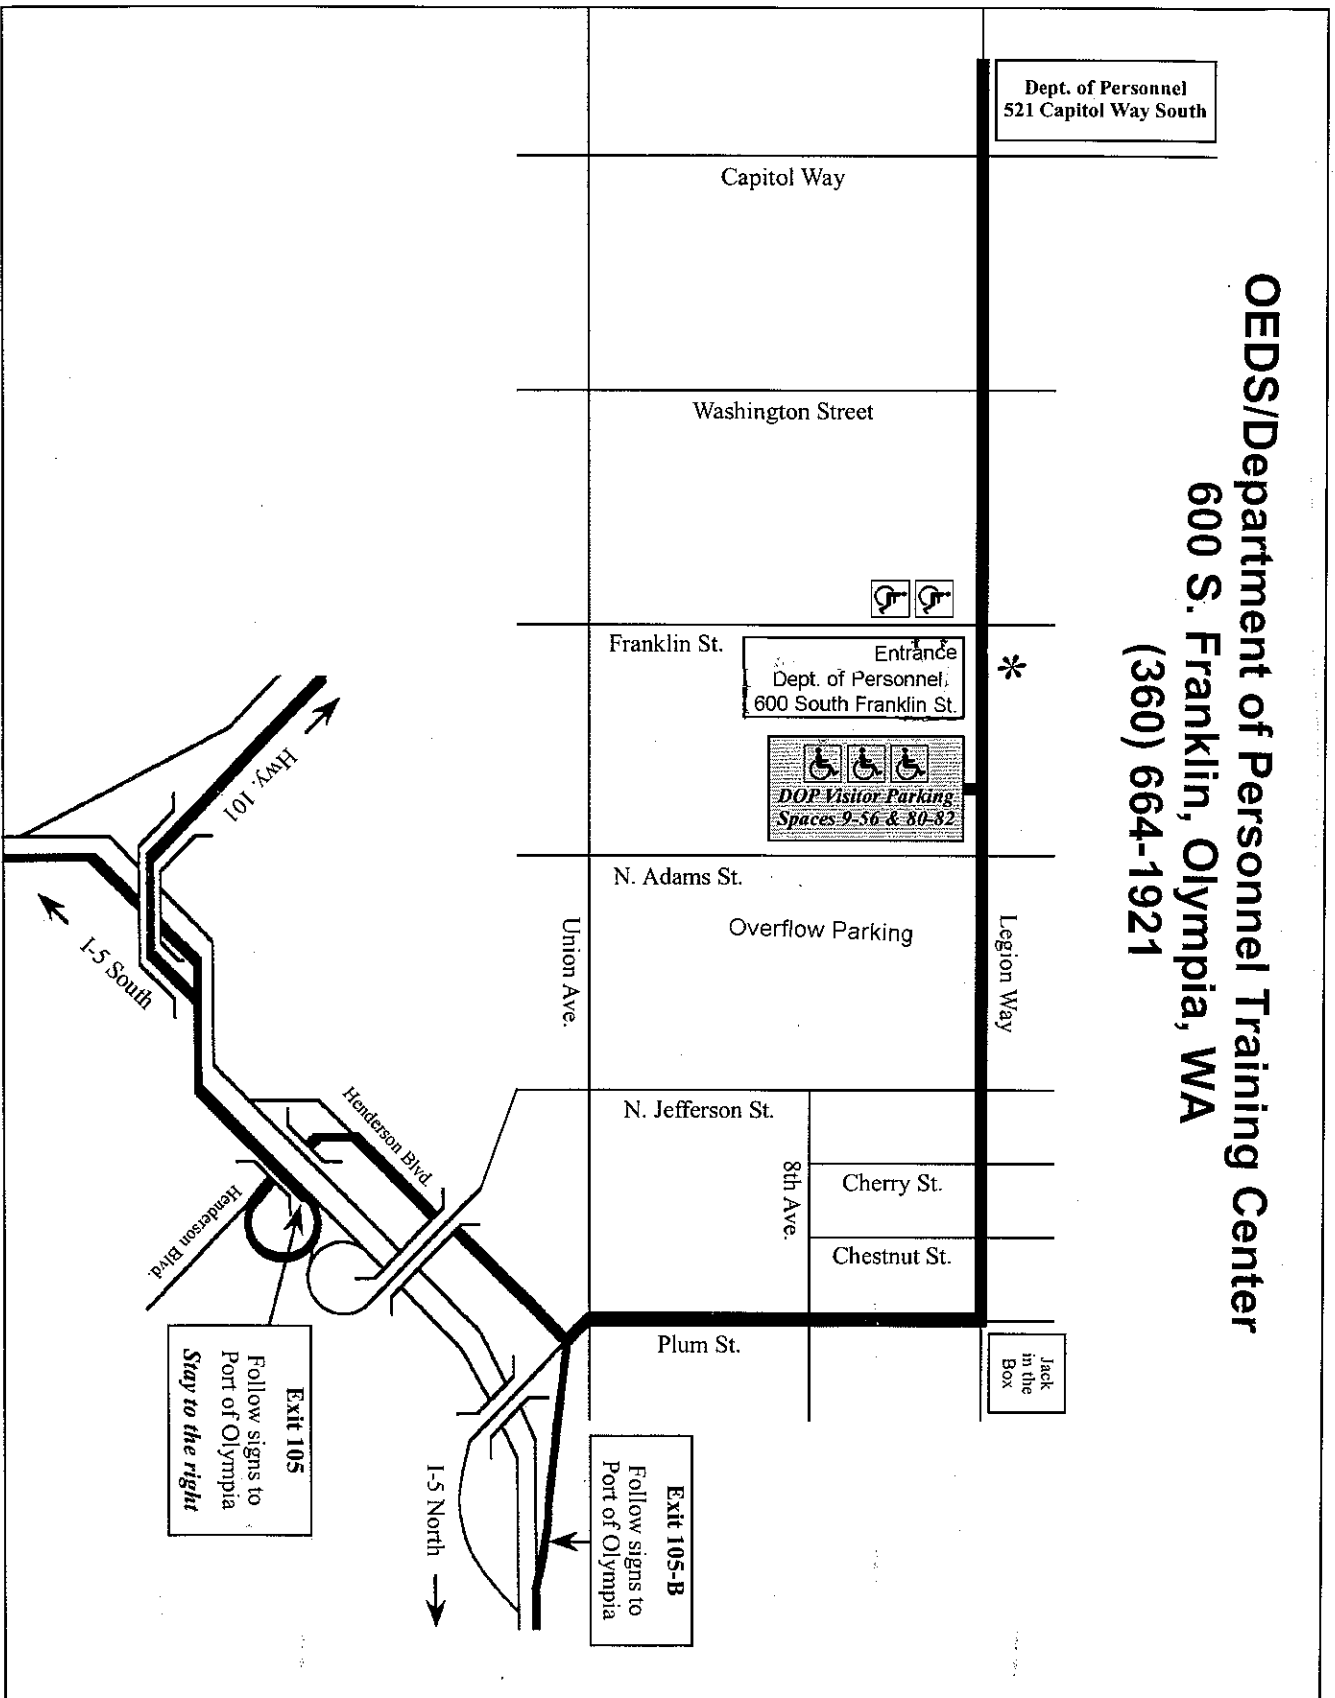 OEDS/Department of Personnel Training Center
600 S. Franklin, Olympia, WA
(360) 664-1921
Dept. of Personnel
521 Capitol Way South
Capitol Way
Washington Street
Franklin St.
Entrance
Dept. of Personnel
600 South Franklin St.
*
DOP Visitor Parking
Spaces 9-56 & 80-82
N. Adams St.
Overflow Parking
Legion Way
Union Ave.
N. Jefferson St.
8th Ave.
Cherry St.
Chestnut St.
Plum St.
Jack
in the
Box
Hwy. 101
I-5 South
Henderson Blvd.
Henderson Blvd.
Exit 105
Follow signs to
Port of Olympia
Stay to the right
I-5 North
Exit 105-B
Follow signs to
Port of Olympia